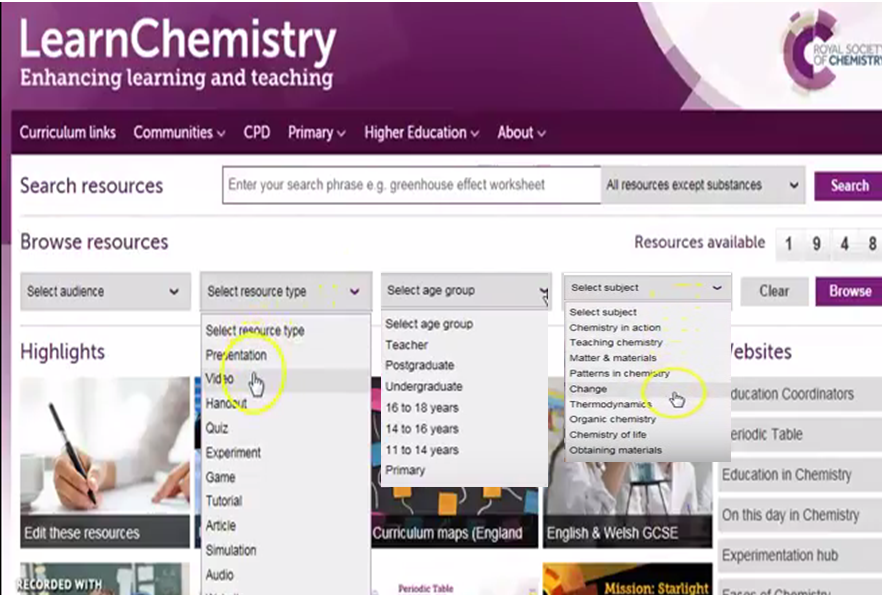 LearnChemistry
Enhancing learning and teaching
ROYAL SOCIETY
OF CHEMISTRY
Curriculum links Communities CPD Primary Higher Education About
Search resources Enter your search phrase e.g. greenhouse effect worksheet All resources except substances Search
Browse resources Resources available 1 9 4 8
Select audience Select resource type Select age group Select subject Clear Browse
Select resource type
Presentation
Video
Handout
Quiz
Experiment
Game
Tutorial
Article
Simulation
Audio
Select age group
Teacher
Postgraduate
Undergraduate
16 to 18 years
14 to 16 years
11 to 14 years
Primary
Select subject
Chemistry in action
Teaching chemistry
Matter & materials
Patterns in chemistry
Change
Thermodynamics
Organic chemistry
Chemistry of life
Obtaining materials
Highlights
Edit these resources
Curriculum maps (England
English & Welsh GCSE
ebsites
ducation Coordinators
eriodic Table
Education in Chemistry
On this day in Chemistry
Experimentation hub
Faces of Chemistry
RECORDED WITH
Periodic Table
Mission: Starlight